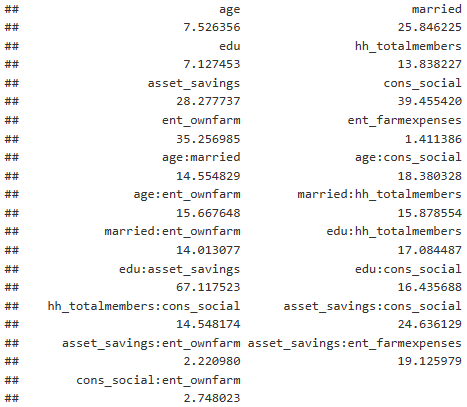 ## age married
## 7.526356 25.846225
## edu hh_totalmembers
## 7.127453 13.838227
## asset_savings cons_social
## 28.277737 39.455420
## ent_ownfarm ent_farmexpenses
## 35.256985 1.411386
## age:married age:cons_social
## 14.554829 18.380328
## age:ent_ownfarm married:hh_totalmembers
## 15.667648 15.878554
## married:ent_ownfarm edu:hh_totalmembers
## 14.013077 17.084487
## edu:asset_savings edu:cons_social
## 67.117523 16.435688
## hh_totalmembers:cons_social asset_savings:cons_social
## 14.548174 24.636129
## asset_savings:ent_ownfarm asset_savings:ent_farmexpenses
## 2.220980 19.125979
## cons_social:ent_ownfarm
## 2.748023